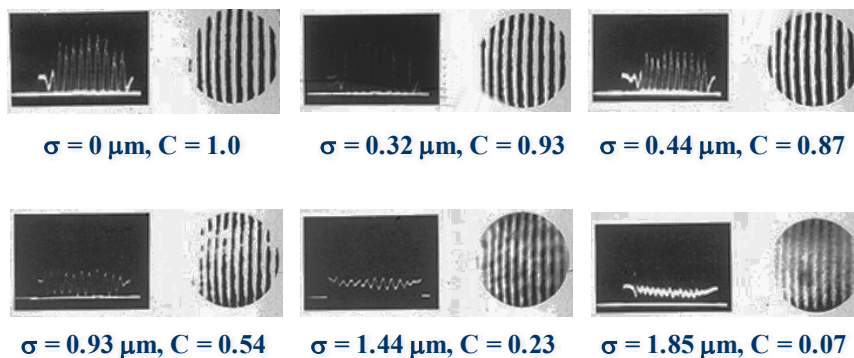 σ = 0 μm, C = 1.0
σ = 0.32 μm, C = 0.93
σ = 0.44 μm, C = 0.87
σ = 0.93 μm, C = 0.54
σ = 1.44 μm, C = 0.23
σ = 1.85 μm, C = 0.07